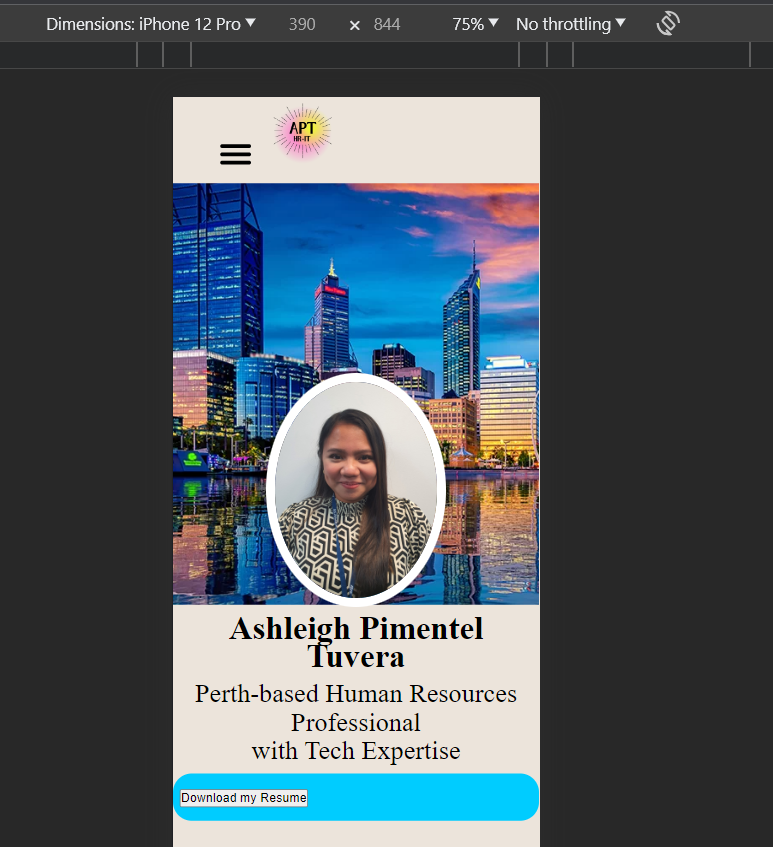 Dimensions: iPhone 12 Pro 390 × 844 75% No throttling
APT
HR-IT
Ashleigh Pimentel
Tuvera
Perth-based Human Resources
Professional
with Tech Expertise
Download my Resume